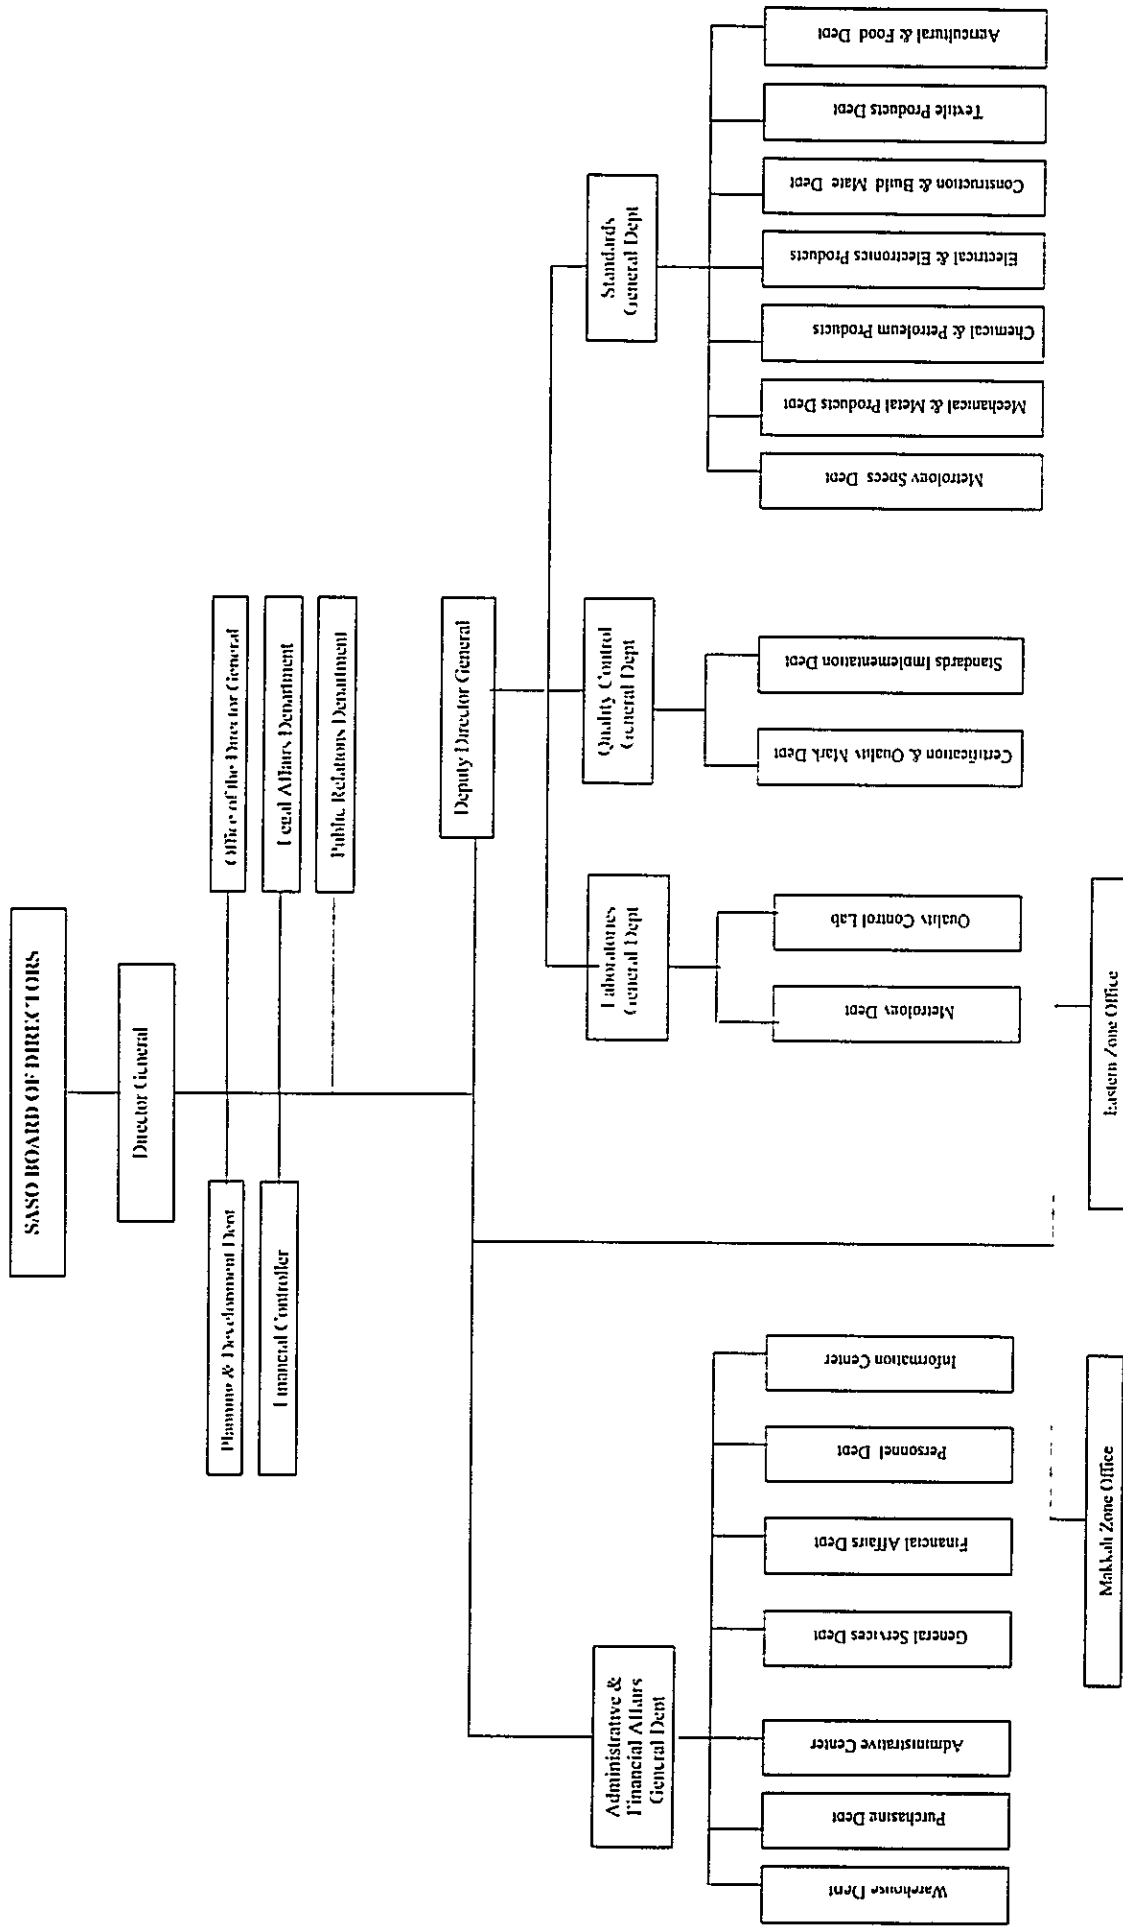 SASO BOARD OF DIRECTORS
Director General
Planning & Development Dept
Office of the Director General
Financial Controller
Legal Affairs Department
Public Relations Department
Deputy Director General
Administrative &
Financial Affairs
General Dept
Laboratories
General Dept
Quality Control
General Dept
Standards
General Dept
Warehouse Dept
Purchasing Dept
Administrative Center
General Services Dept
Financial Affairs Dept
Personnel Dept
Information Center
Metrology Dept
Quality Control Lab
Certification & Quality Mark Dept
Standards Implementation Dept
Metrology Specs Dept
Mechanical & Metal Products Dept
Chemical & Petroleum Products
Electrical & Electronics Products
Construction & Build Mate Dept
Textile Products Dept
Agricultural & Food Dept
Makkah Zone Office
Eastern Zone Office